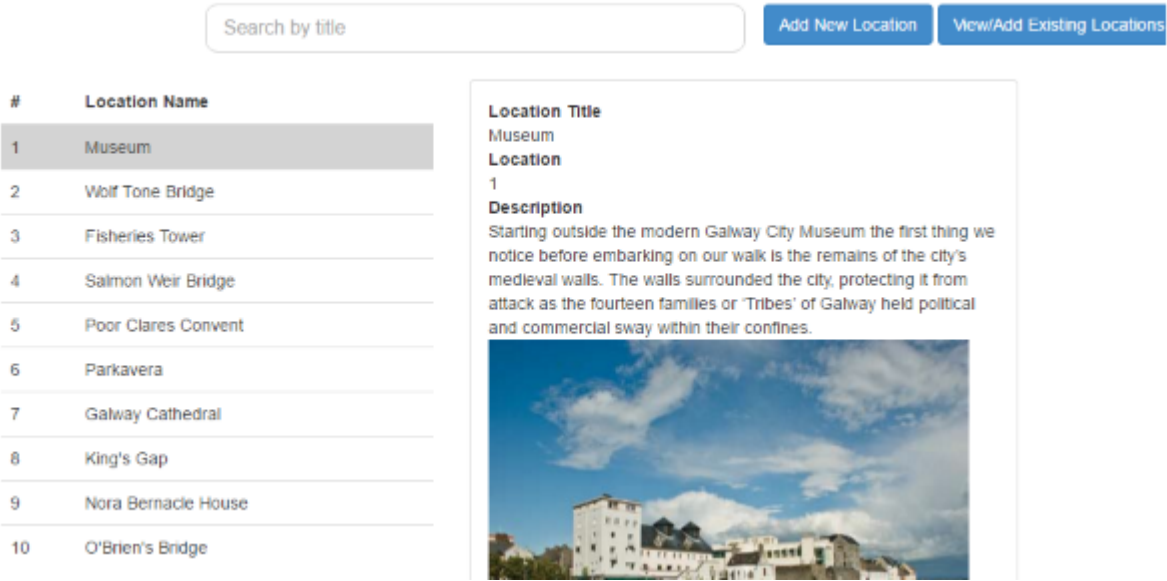 Search by title
Add New Location
View/Add Existing Locations
# Location Name
1 Museum
2 Wolf Tone Bridge
3 Fisheries Tower
4 Salmon Weir Bridge
5 Poor Clares Convent
6 Parkavera
7 Galway Cathedral
8 King's Gap
9 Nora Bernacle House
10 O'Brien's Bridge
Location Title
Museum
Location
1
Description
Starting outside the modern Galway City Museum the first thing we
notice before embarking on our walk is the remains of the city's
medieval walls. The walls surrounded the city, protecting it from
attack as the fourteen families or 'Tribes' of Galway held political
and commercial sway within their confines.